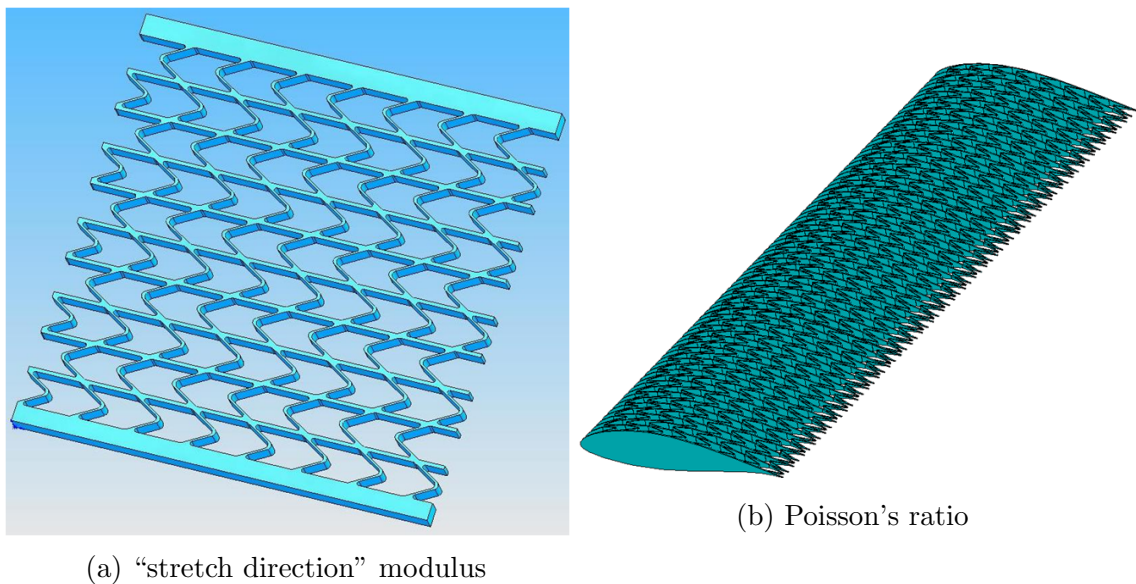 (a) “stretch direction” modulus
(b) Poisson’s ratio